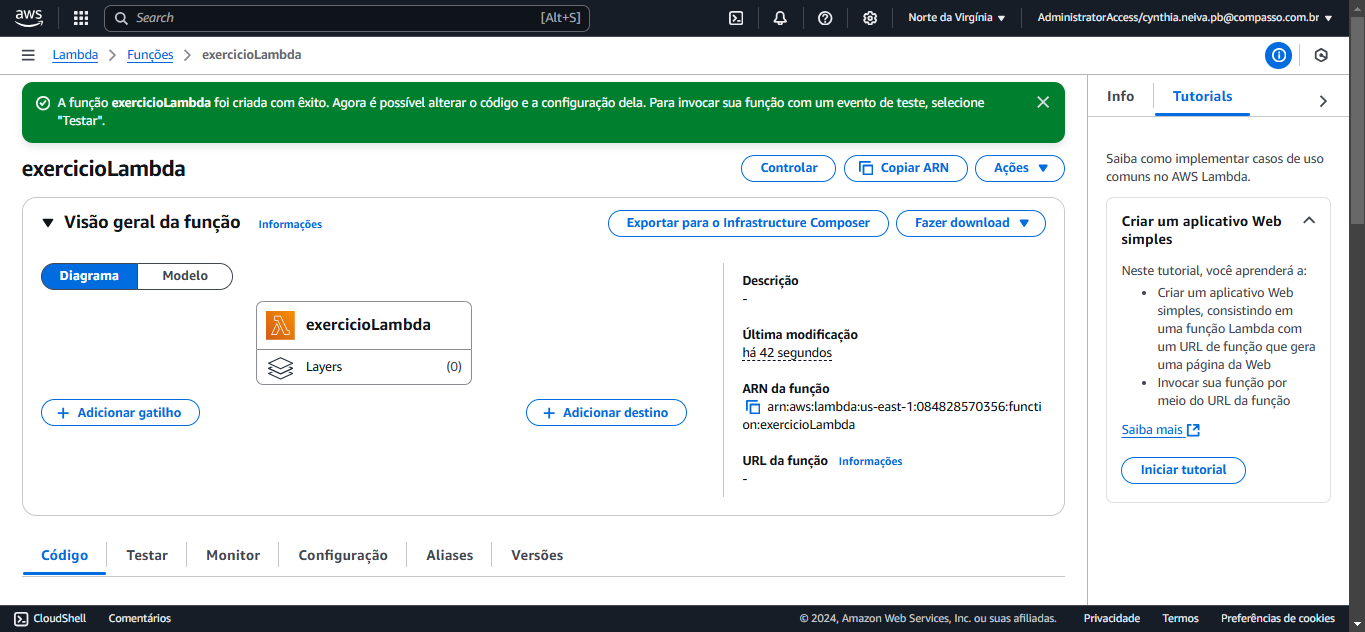 aws
Search [Alt+S]
Norte da Virgínia ▼
AdministratorAccess/cynthia.neiva.pb@compasso.com.br ▼
Lambda > Funções > exercicioLambda
A função exercicioLambda foi criada com êxito. Agora é possível alterar o código e a configuração dela. Para invocar sua função com um evento de teste, selecione
"Testar".
exercicioLambda
Controlar
Copiar ARN
Ações ▼
▼ Visão geral da função Informações
Exportar para o Infrastructure Composer
Fazer download ▼
Diagrama
Modelo
exercicioLambda
Layers (0)
+ Adicionar gatilho
+ Adicionar destino
Descrição
-
Última modificação
há 42 segundos
ARN da função
arn:aws:lambda:us-east-1:084828570356:functi
on:exercicioLambda
URL da função Informações
-
Código
Testar
Monitor
Configuração
Aliases
Versões
Info
Tutorials
Saiba como implementar casos de uso
comuns no AWS Lambda.
Criar um aplicativo Web
simples
Neste tutorial, você aprenderá a:
• Criar um aplicativo Web
simples, consistindo em
uma função Lambda com
um URL de função que gera
uma página da Web
• Invocar sua função por
meio do URL da função
Saiba mais
Iniciar tutorial
CloudShell
Comentários
© 2024, Amazon Web Services, Inc. ou suas afiliadas.
Privacidade
Termos
Preferências de cookies